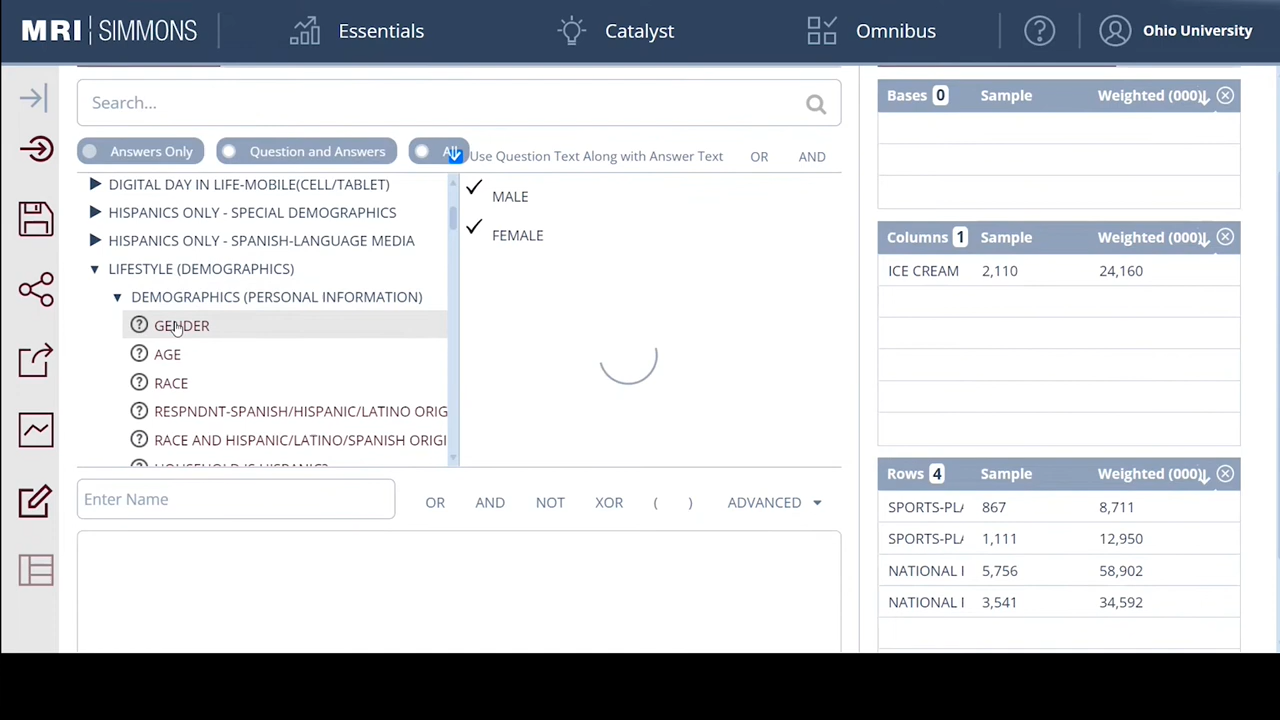 MRI | SIMMONS
Essentials
Catalyst
Omnibus
Ohio University
Search...
Answers Only
Question and Answers
All
Use Question Text Along with Answer Text
OR
AND
DIGITAL DAY IN LIFE-MOBILE(CELL/TABLET)
HISPANICS ONLY - SPECIAL DEMOGRAPHICS
HISPANICS ONLY - SPANISH-LANGUAGE MEDIA
LIFESTYLE (DEMOGRAPHICS)
DEMOGRAPHICS (PERSONAL INFORMATION)
GENDER
AGE
RACE
RESPNDNT-SPANISH/HISPANIC/LATINO ORIG
RACE AND HISPANIC/LATINO/SPANISH ORIGI
MALE
FEMALE
Enter Name
OR AND NOT XOR ( ) ADVANCED
Bases 0 Sample Weighted (000)
Columns 1 Sample Weighted (000)
ICE CREAM 2,110 24,160
Rows 4 Sample Weighted (000)
SPORTS-PLA 867 8,711
SPORTS-PLA 1,111 12,950
NATIONAL I 5,756 58,902
NATIONAL I 3,541 34,592